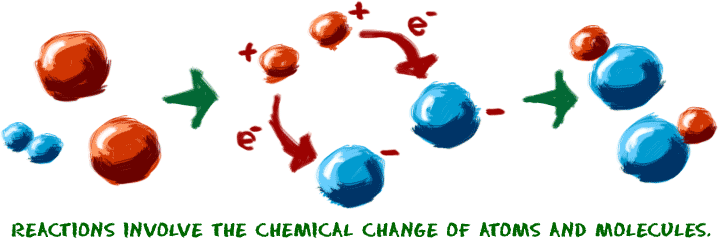 +
+
e-
e-
-
-
REACTIONS INVOLVE THE CHEMICAL CHANGE OF ATOMS AND MOLECULES.